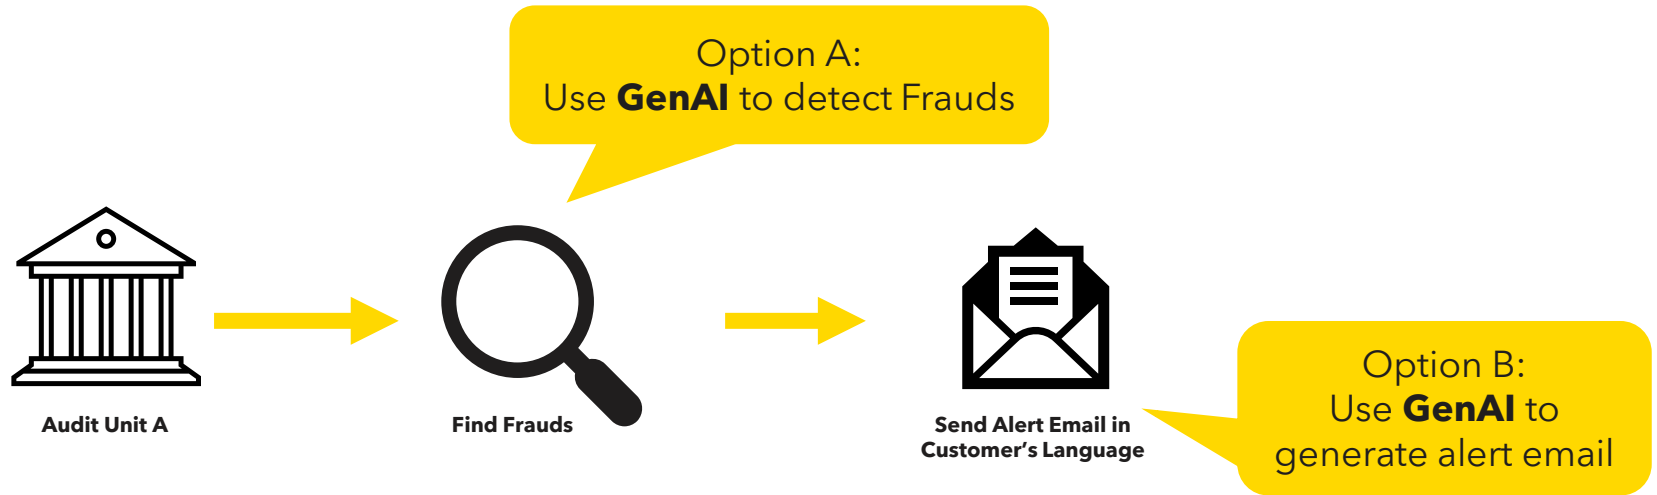 Option A:
Use GenAI to detect Frauds
Audit Unit A
Find Frauds
Send Alert Email in
Customer’s Language
Option B:
Use GenAI to
generate alert email